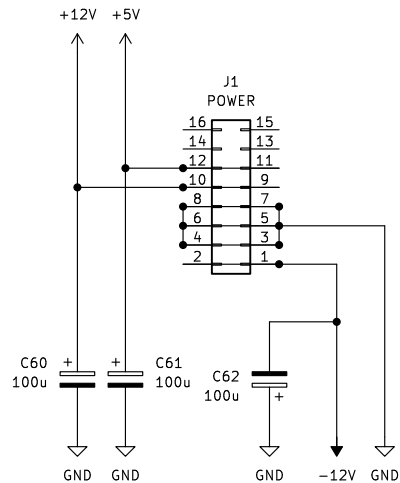 +12V +5V
J1
POWER
16 15
14 13
12 11
10 9
8 7
6 5
4 3
2 1
C60 + + C61
100u 100u
C62
100u +
GND GND GND -12V GND